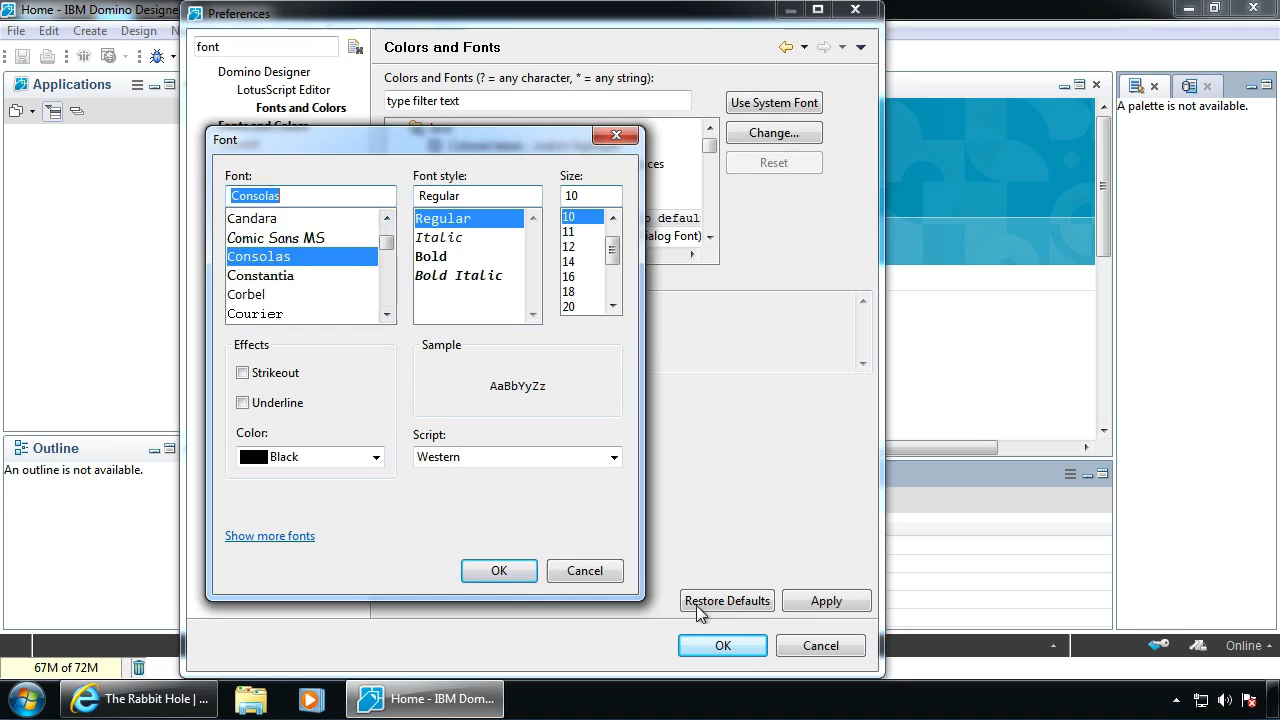 Home - IBM Domino Designer
Preferences
File Edit Create Design
Applications
Outline
An outline is not available.
font
Domino Designer
LotusScript Editor
Fonts and Colors
Colors and Fonts
Colors and Fonts (? = any character, * = any string):
type filter text
Use System Font
Change...
Reset
A palette is not available.
Font
Font:
Font style:
Size:
Consolas
Regular
10
Candara
Comic Sans MS
Consolas
Constantia
Corbel
Courier
Regular
Italic
Bold
Bold Italic
10
11
12
14
16
18
20
Effects
Strikeout
Underline
Color:
Black
Sample
AaBbYyZz
Script:
Western
Show more fonts
OK
Cancel
Restore Defaults
Apply
OK
Cancel
67M of 72M
Online
The Rabbit Hole | ...
Home - IBM Dom...